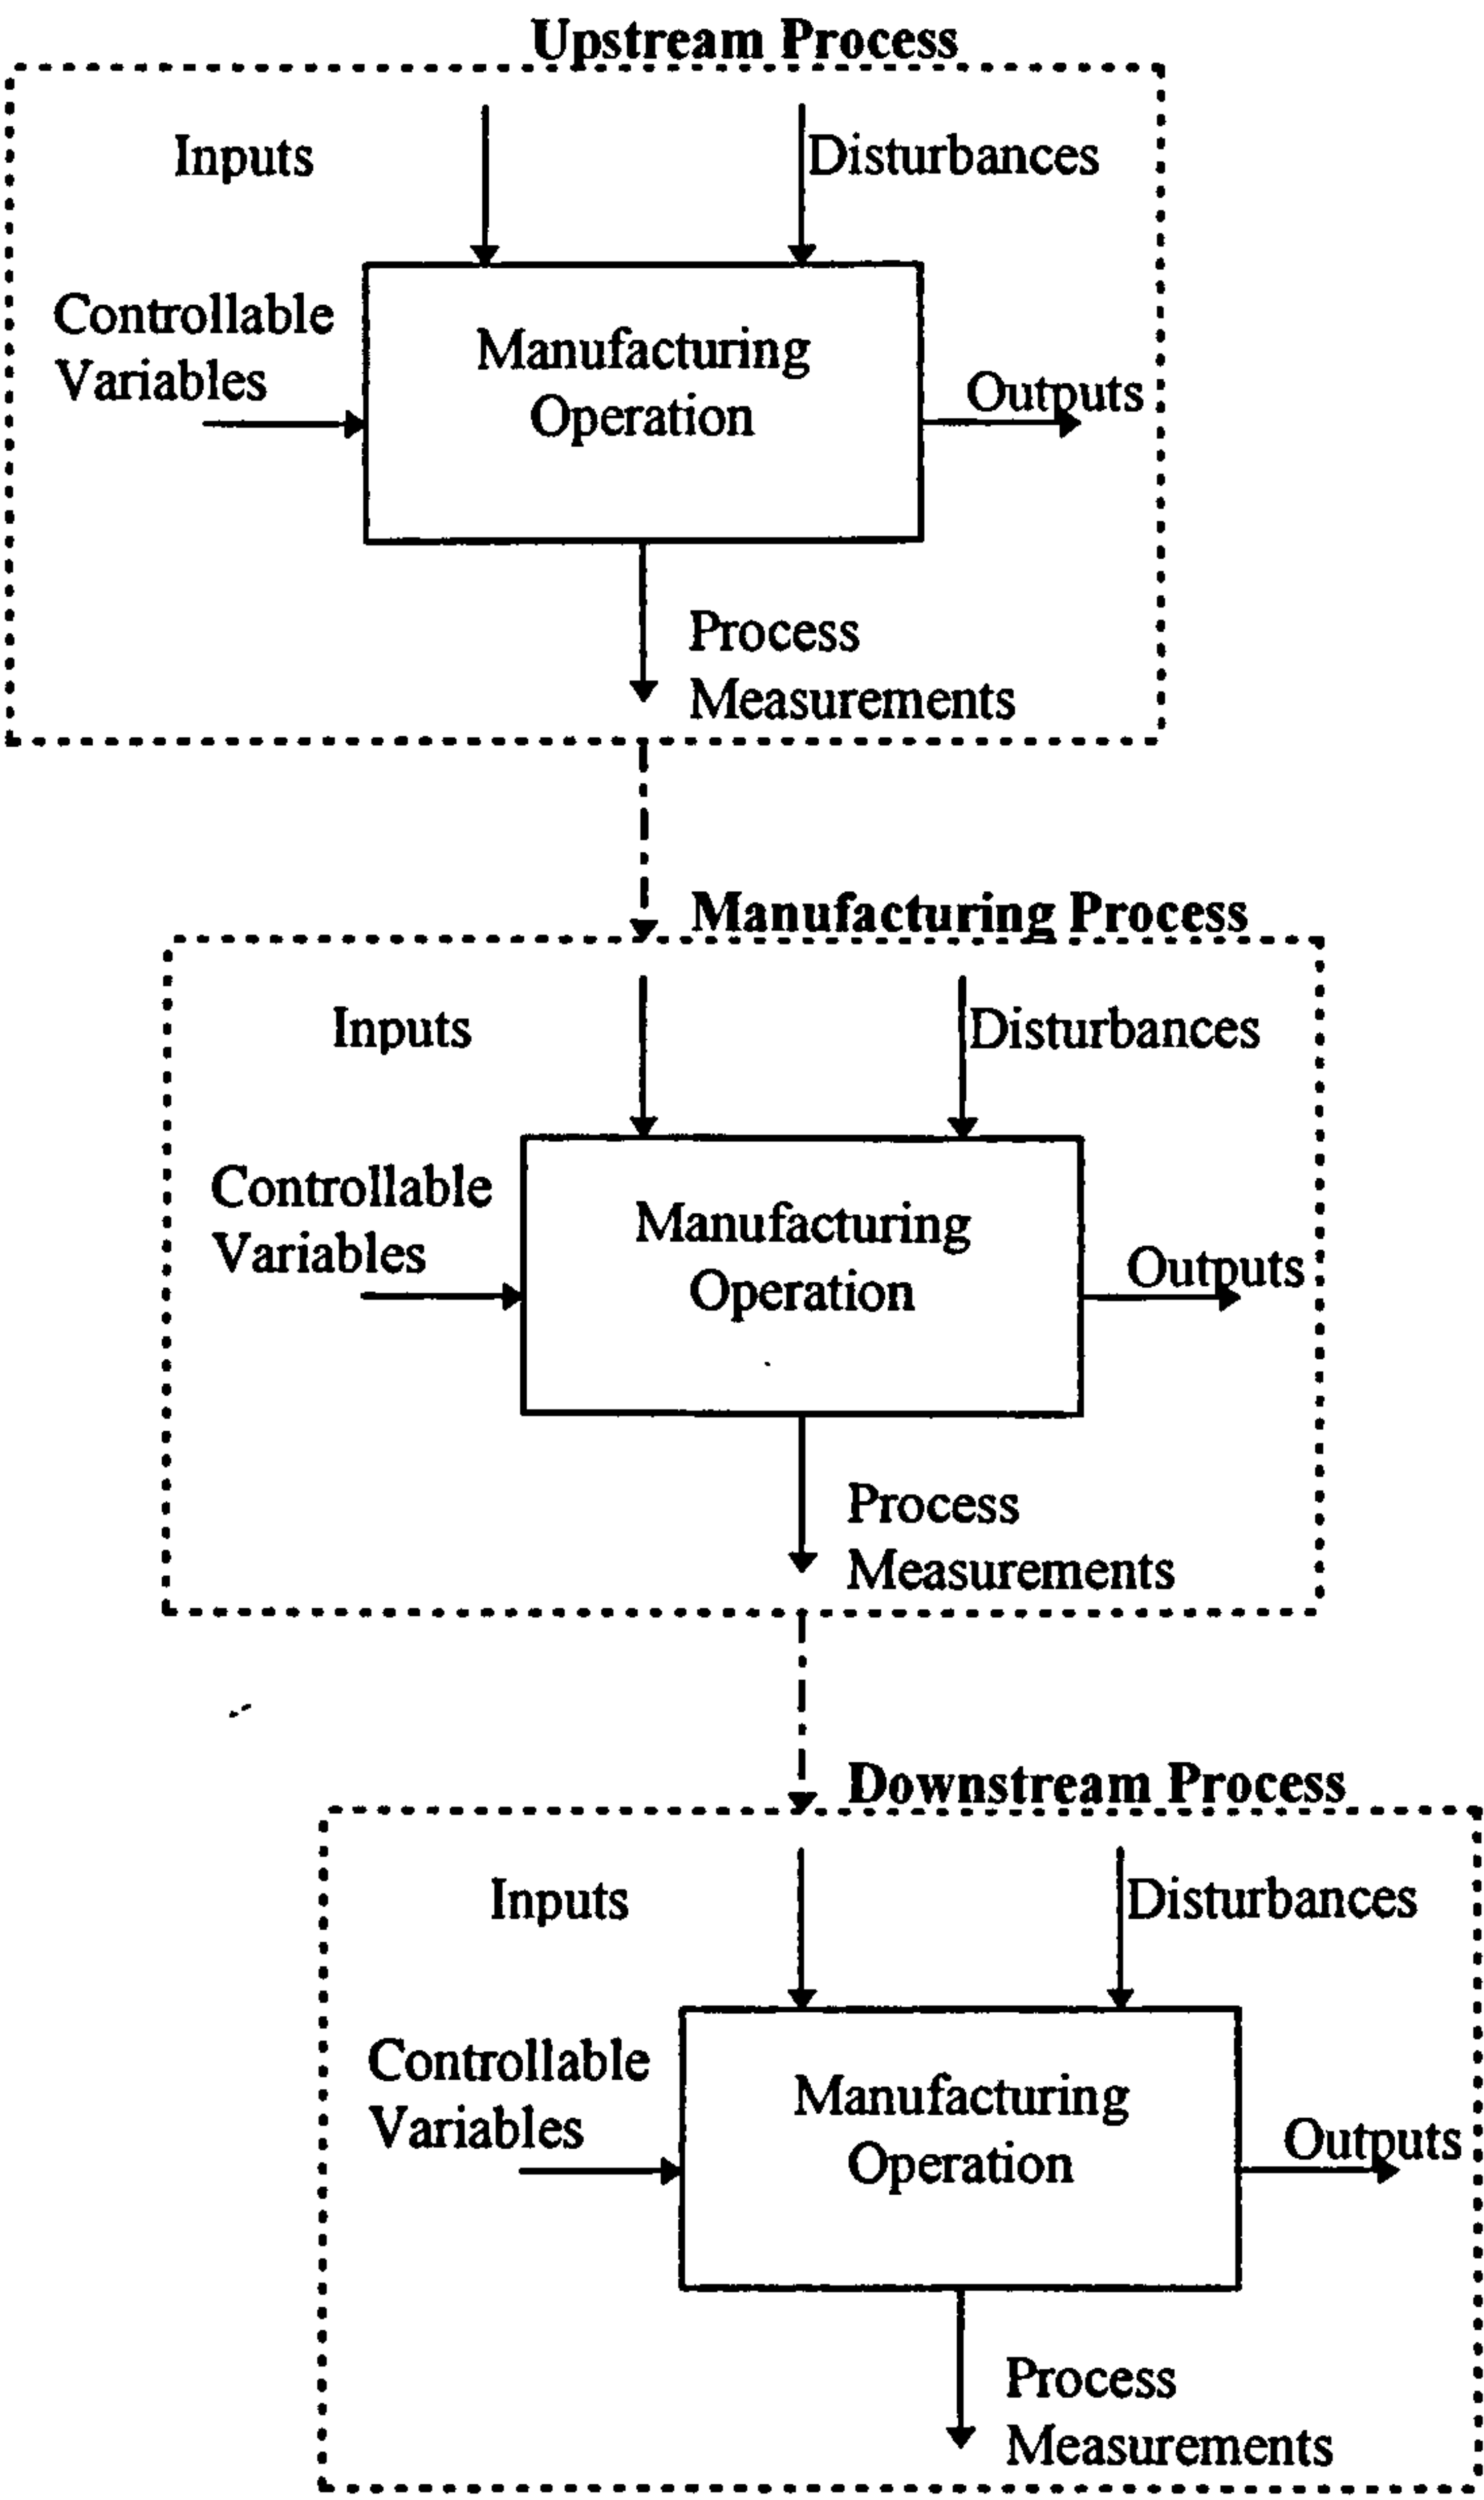 Upstream Process
Inputs
Disturbances
Controllable
Variables
Manufacturing
Operation
Outputs
Process
Measurements
Manufacturing Process
Inputs
Disturbances
Controllable
Variables
Manufacturing
Operation
Outputs
Process
Measurements
Downstream Process
Inputs
Disturbances
Controllable
Variables
Manufacturing
Operation
Outputs
Process
Measurements